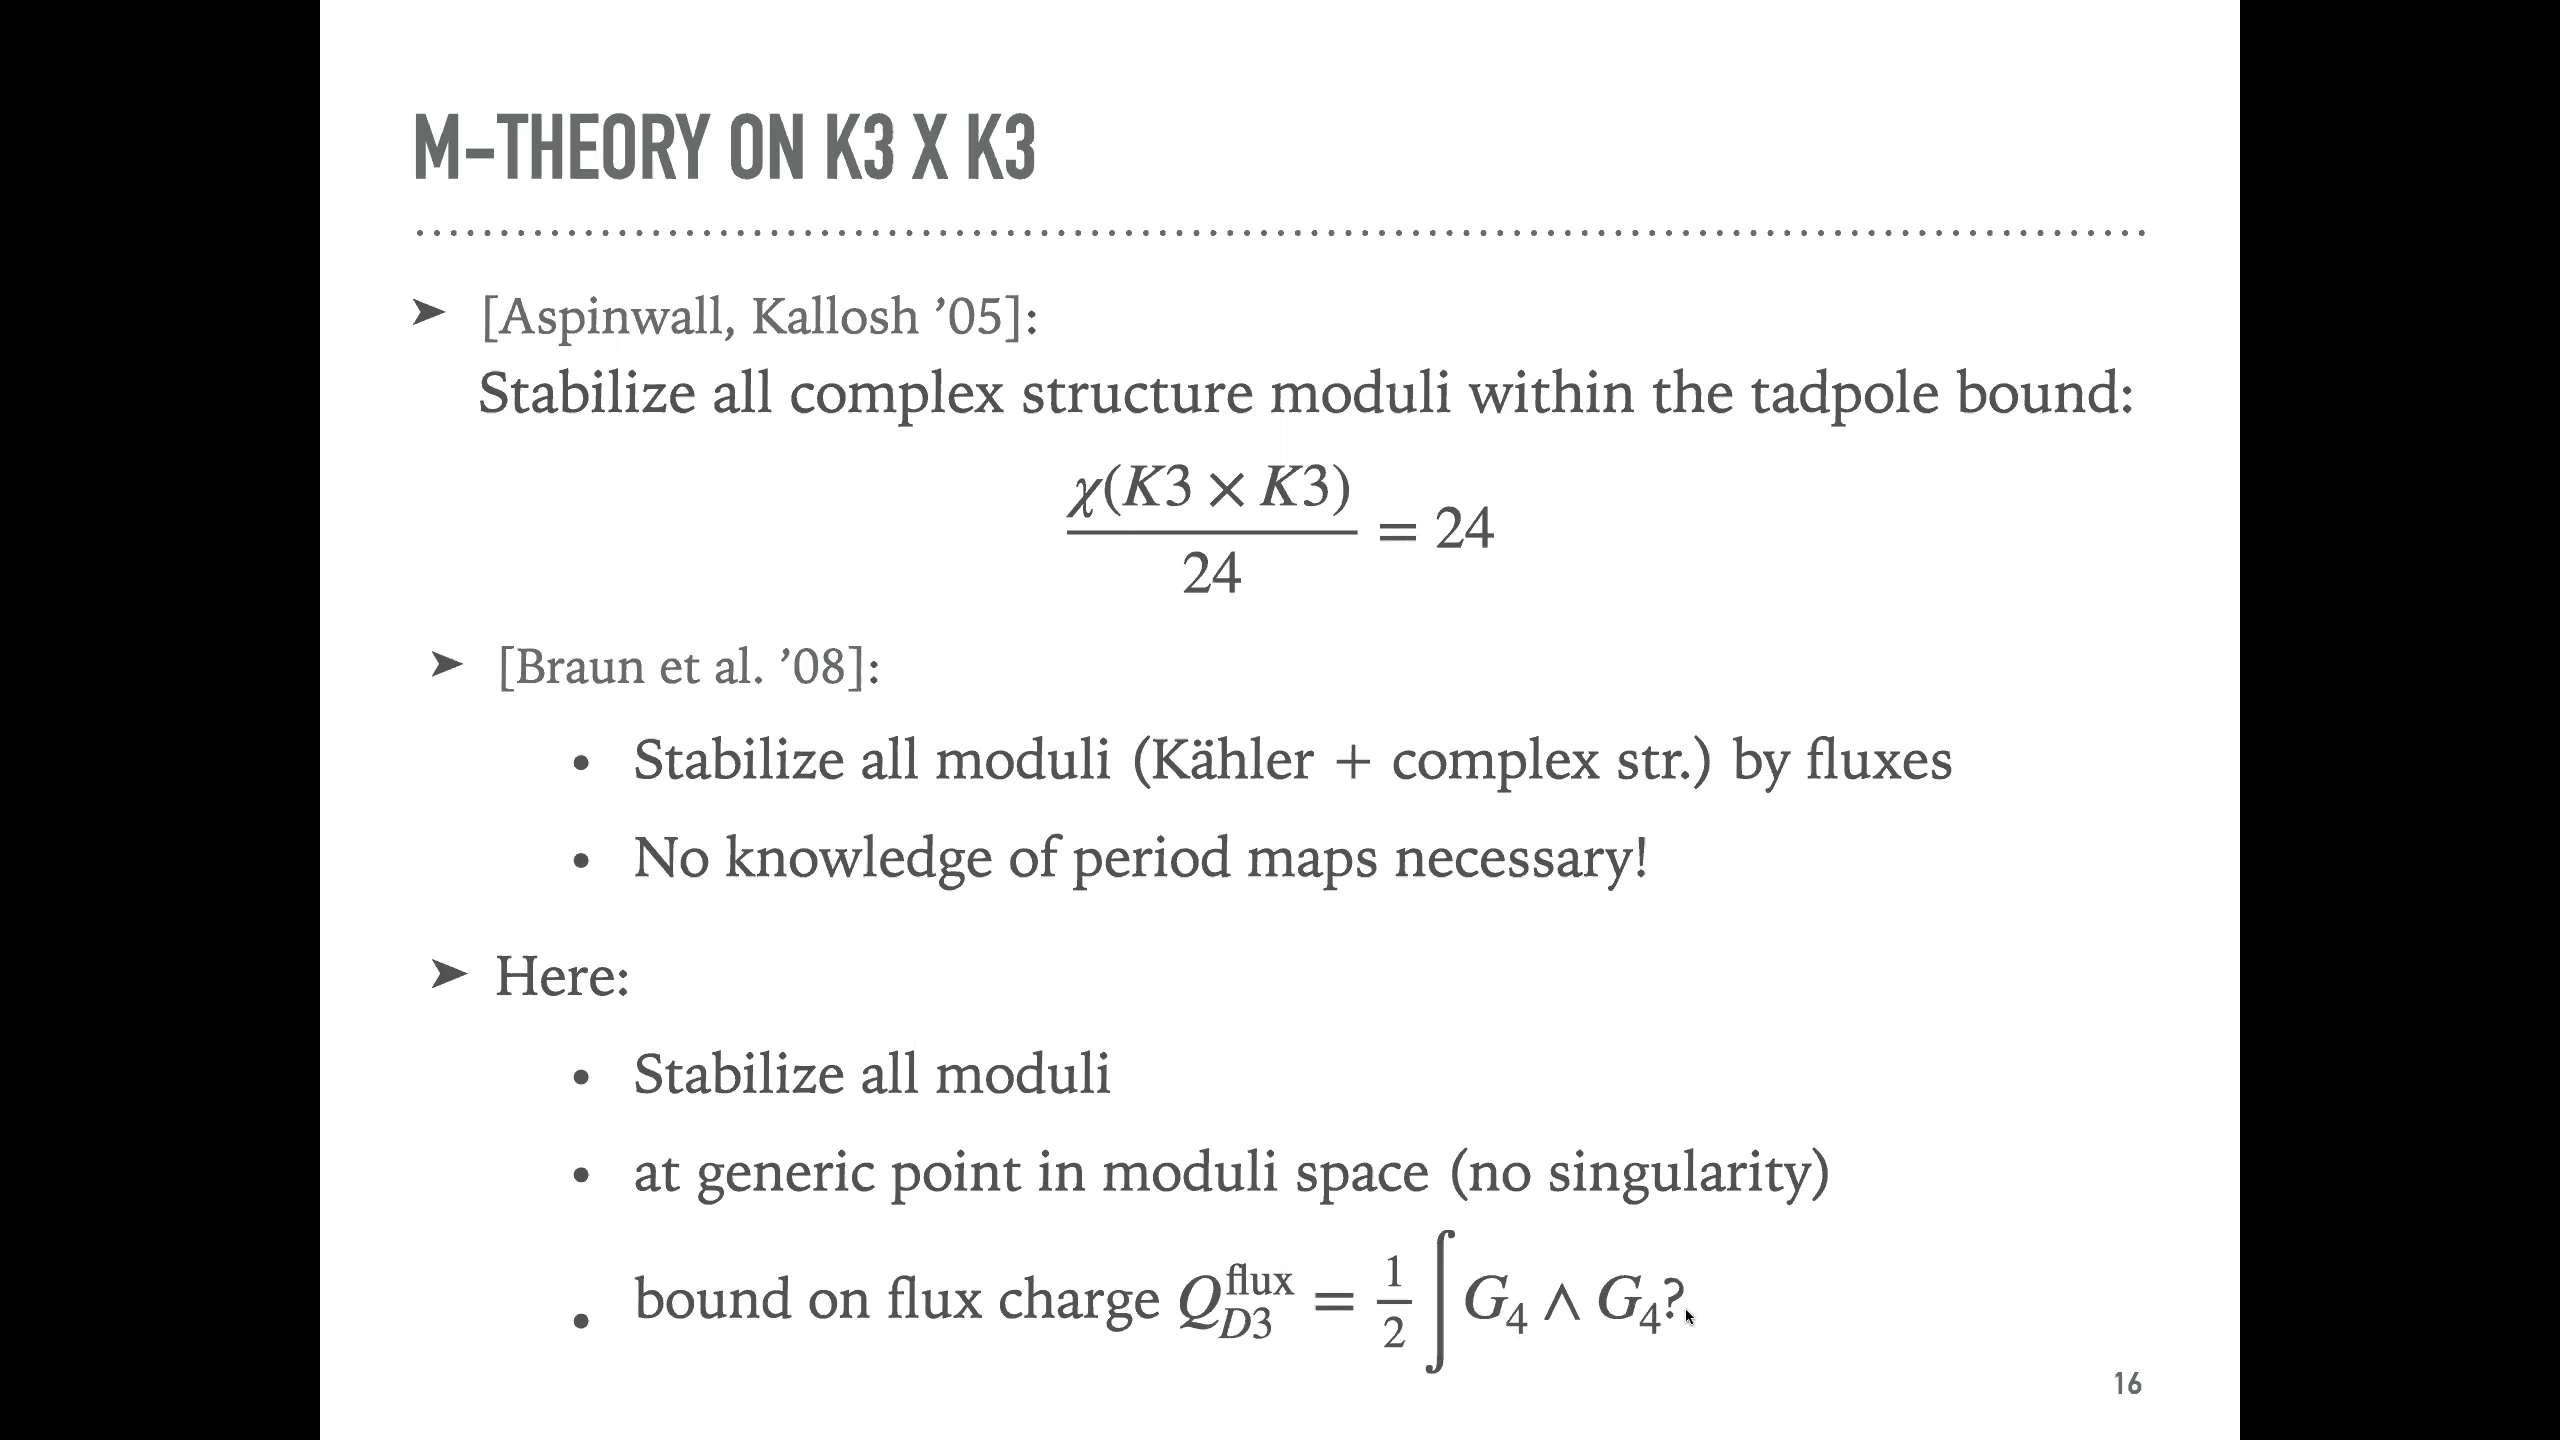 M-THEORY ON K3 X K3
➤ [Aspinwall, Kallosh ’05]:
Stabilize all complex structure moduli within the tadpole bound:
χ(K3 × K3)
= 24
24
➤ [Braun et al. ’08]:
• Stabilize all moduli (Kähler + complex str.) by fluxes
• No knowledge of period maps necessary!
➤ Here:
• Stabilize all moduli
• at generic point in moduli space (no singularity)
• bound on flux charge Q_{D3}^{flux} = 1/2 ∫ G₄ ∧ G₄?
16